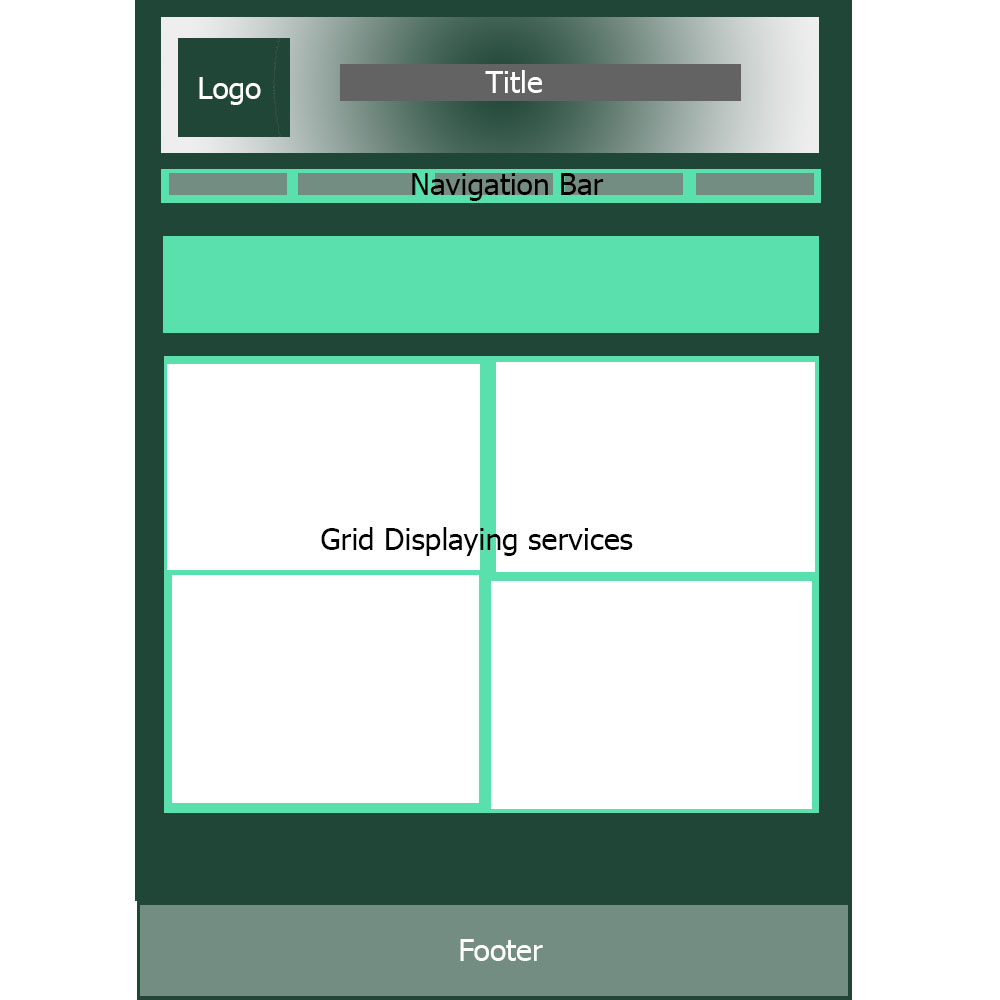 Logo
Title
Navigation Bar
Grid Displaying services
Footer